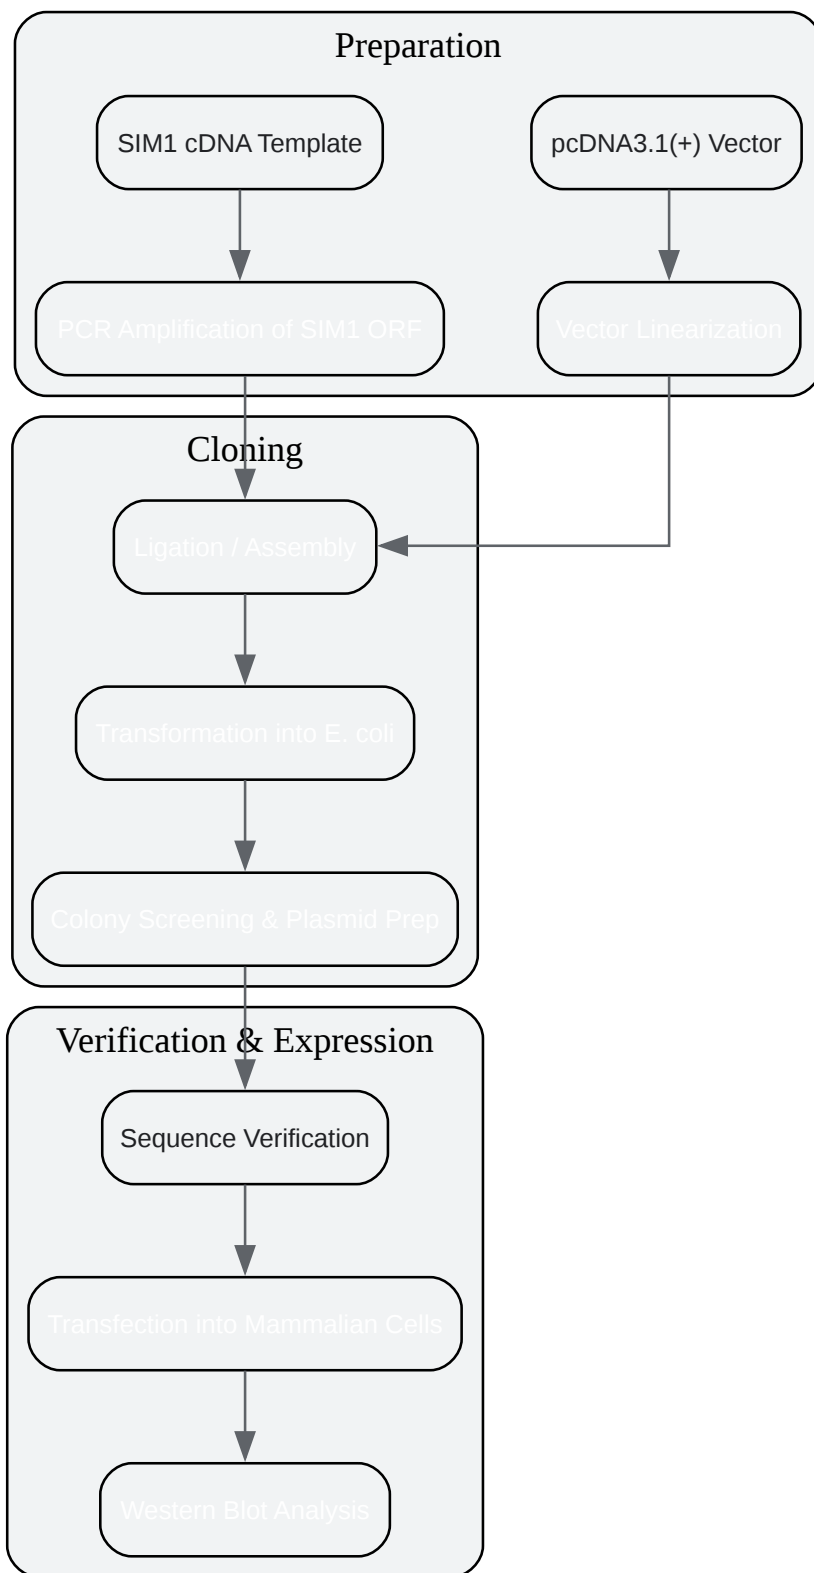 Preparation
SIM1 cDNA Template
pcDNA3.1(+) Vector
PCR Amplification of SIM1 ORF
Vector Linearization
Cloning
Ligation / Assembly
Transformation into E. coli
Colony Screening & Plasmid Prep
Verification & Expression
Sequence Verification
Transfection into Mammalian Cells
Western Blot Analysis